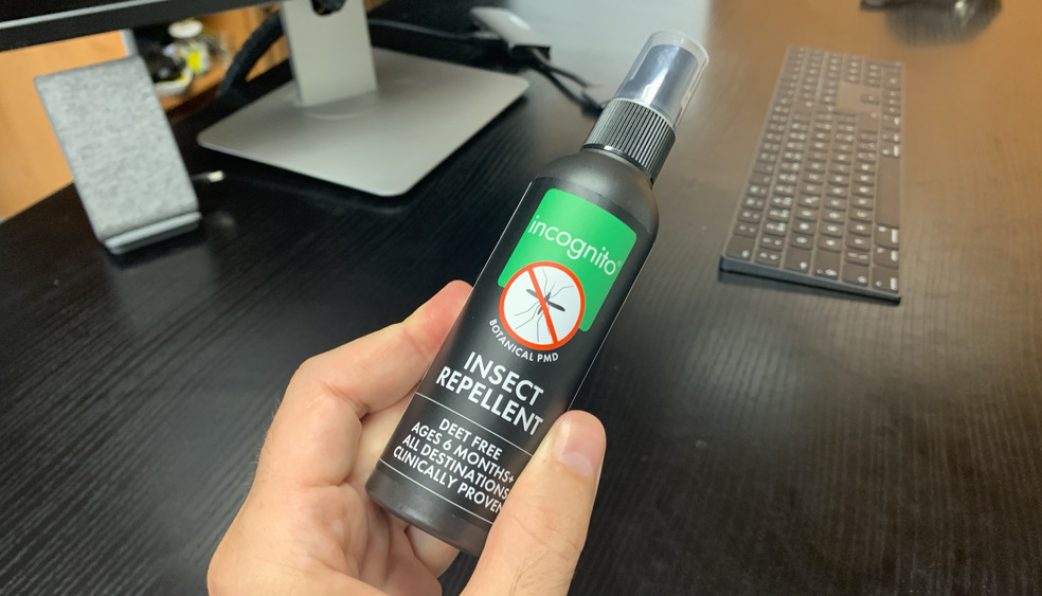 incognito®
BOTANICAL PMD
INSECT
REPELLENT
DEET FREE
AGES 6 MONTHS+
ALL DESTINATIONS
CLINICALLY PROVEN